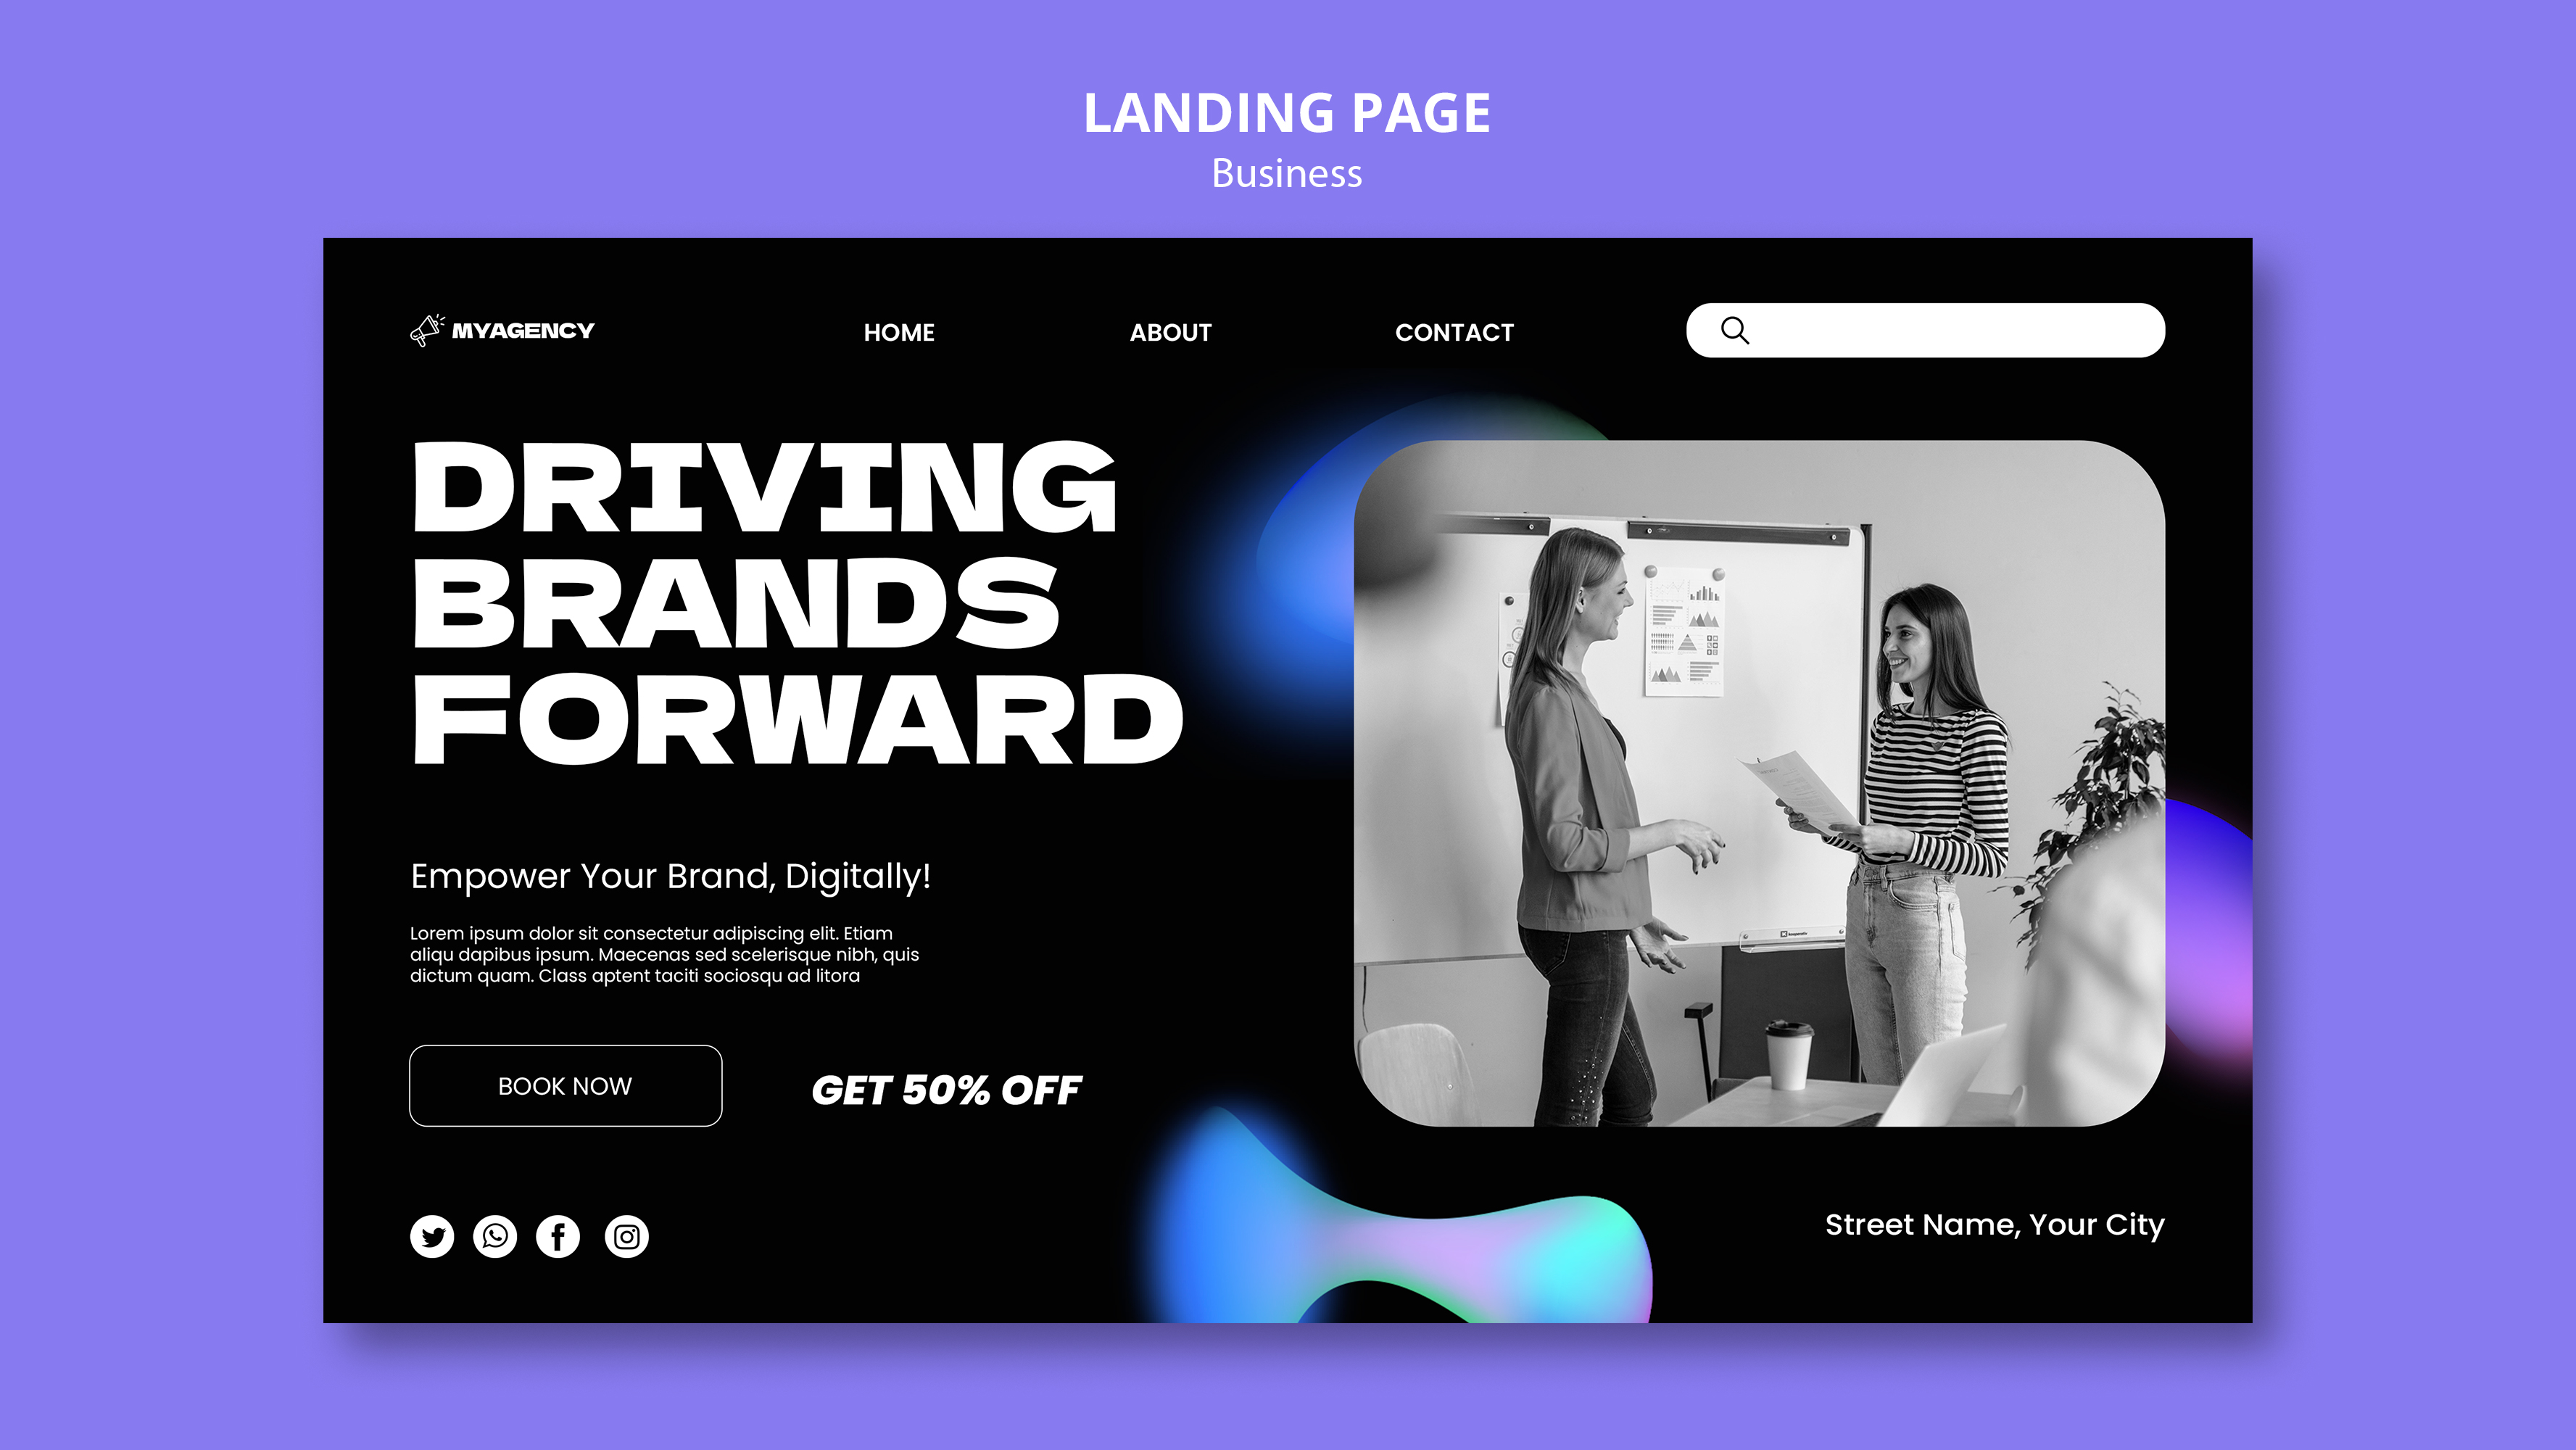 LANDING PAGE
Business
MYAGENCY
HOME
ABOUT
CONTACT
DRIVING
BRANDS
FORWARD
Empower Your Brand, Digitally!
Lorem ipsum dolor sit consectetur adipiscing elit. Etiam
aliqu dapibus ipsum. Maecenas sed scelerisque nibh, quis
dictum quam. Class aptent taciti sociosqu ad litora
BOOK NOW
GET 50% OFF
Street Name, Your City